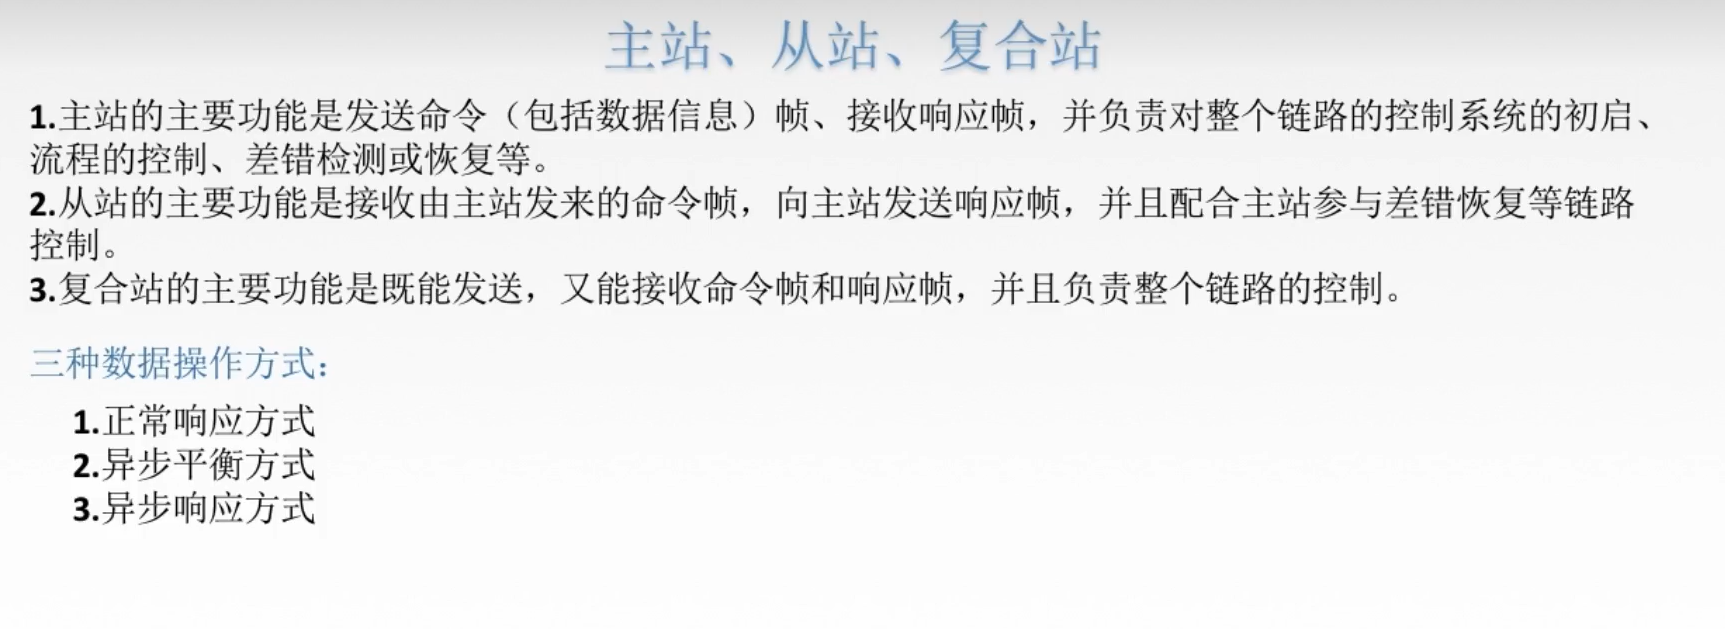 主站、从站、复合站
1.主站的主要功能是发送命令（包括数据信息）帧、接收响应帧，并负责对整个链路的控制系统的初启、
流程的控制、差错检测或恢复等。
2.从站的主要功能是接收由主站发来的命令帧，向主站发送响应帧，并且配合主站参与差错恢复等链路
控制。
3.复合站的主要功能是既能发送，又能接收命令帧和响应帧，并且负责整个链路的控制。
三种数据操作方式：
1.正常响应方式
2.异步平衡方式
3.异步响应方式